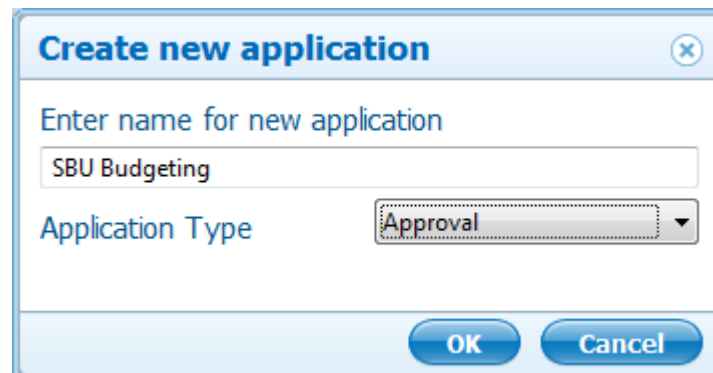 Create new application
Enter name for new application
SBU Budgeting
Application Type Approval
OK Cancel